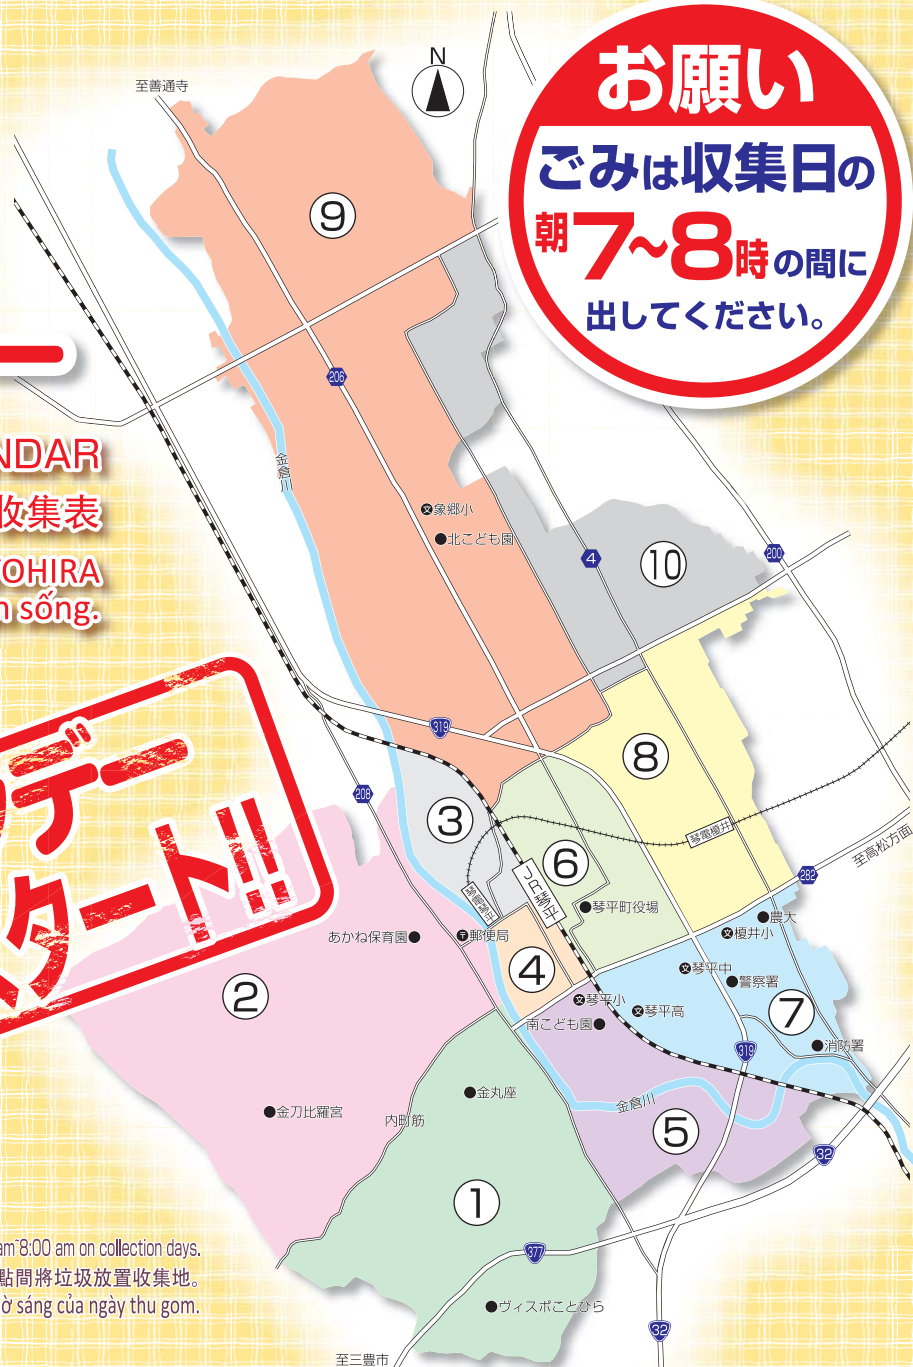 お願い
ごみは収集日の
朝7~8時の間に
出してください。
N
至善通寺
⑨
206
金倉川
NDAR
収集表
OHIRA
sống.
象郷小
北こども園
4
⑩
200
319
デー
タート!!
208
③
⑧
⑥
琴電榎井
至高松方面
282
JR琴平
琴電琴平
琴平町役場
農大
榎井小
あかね保育園
郵便局
④
②
琴平中
警察署
琴平小
琴平高
⑦
南こども園
319
消防署
金刀比羅宮
金丸座
内町筋
金倉川
⑤
32
①
377
am~8:00 am on collection days.
點間將垃圾放置收集地。
ờ sáng của ngày thu gom.
ヴィスポことひら
32
至三豊市